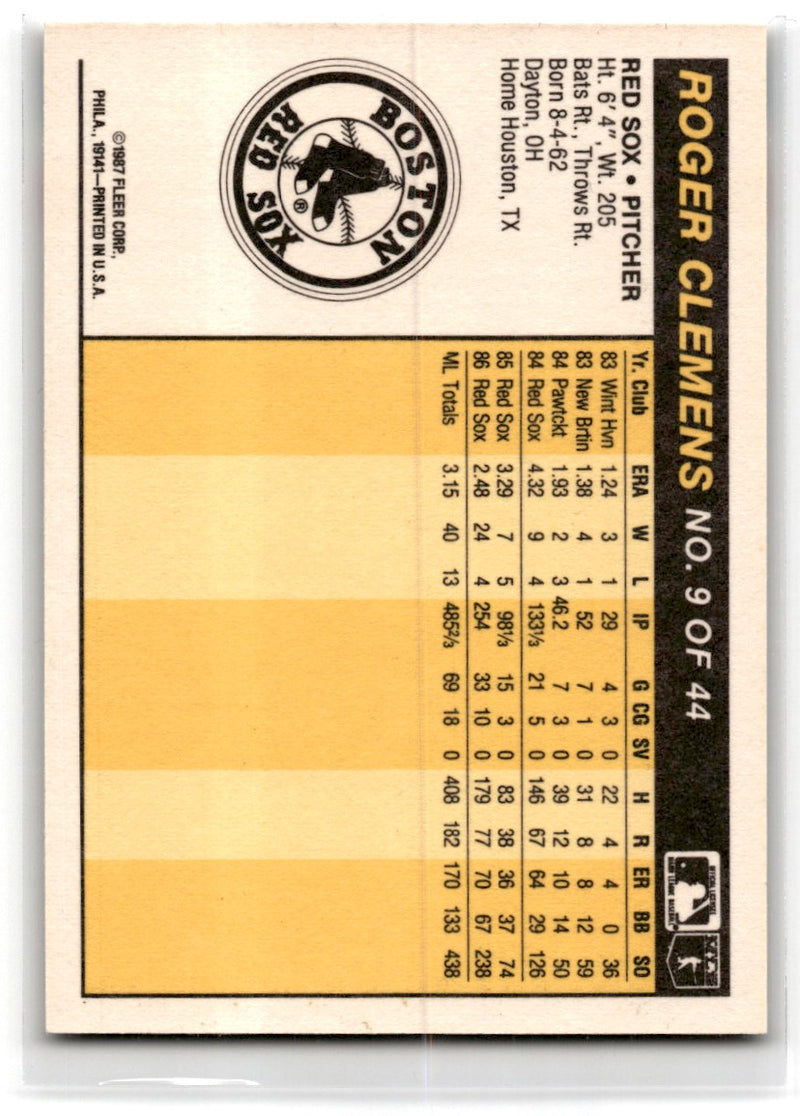 ROGER CLEMENS NO. 9 OF 44
RED SOX • PITCHER
Ht. 6' 4", Wt. 205
Bats Rt., Throws Rt.
Born 8-4-62
Dayton, OH
Home Houston, TX
BOSTON
RED SOX
®
©1987 FLEER CORP.,
PHILA., 19141—PRINTED IN U.S.A.
Yr. Club ERA W L IP G CG SV H R ER BB SO
83 Wint Hvn 1.24 3 1 29 4 3 0 22 4 4 0 36
83 New Britn 1.38 4 1 52 7 1 0 31 8 8 12 59
84 Pawtckt 1.93 2 3 46.2 7 3 0 39 12 10 14 50
84 Red Sox 4.32 9 4 133⅓ 21 5 0 146 67 64 29 126
85 Red Sox 3.29 7 5 98⅓ 15 3 0 83 38 36 37 74
86 Red Sox 2.48 24 4 254 33 10 0 179 77 70 67 238
ML Totals 3.15 40 13 485⅔ 69 18 0 408 182 170 133 438